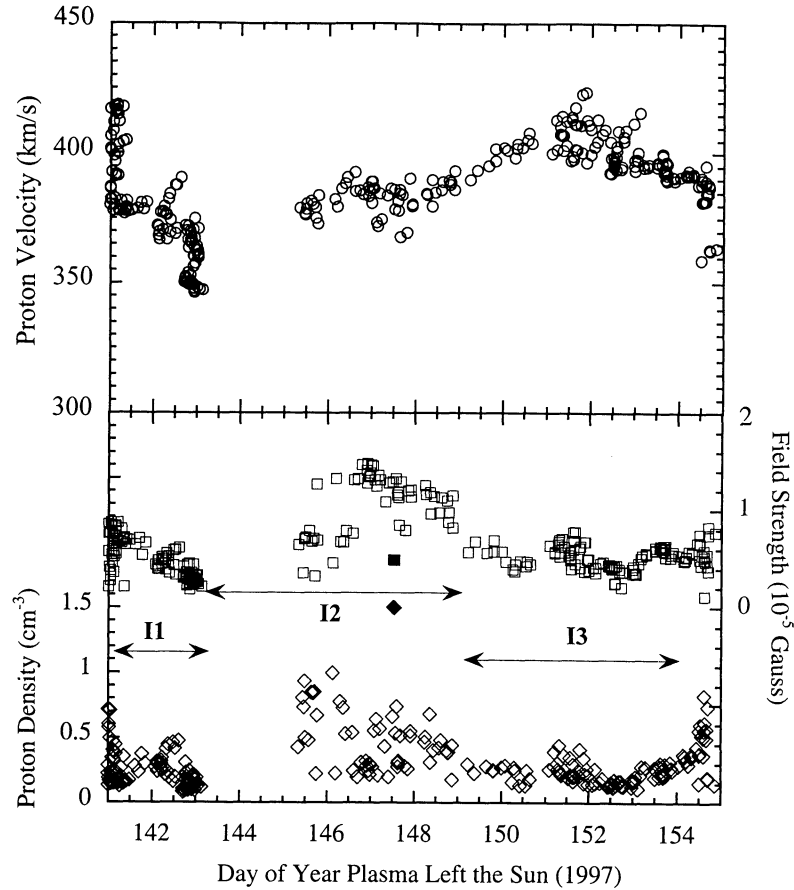 450
400
350
300
Proton Velocity (km/s)
2
1
0
Field Strength (10⁻⁵ Gauss)
1.5
1
0.5
0
Proton Density (cm⁻³)
I1
I2
I3
142 144 146 148 150 152 154
Day of Year Plasma Left the Sun (1997)